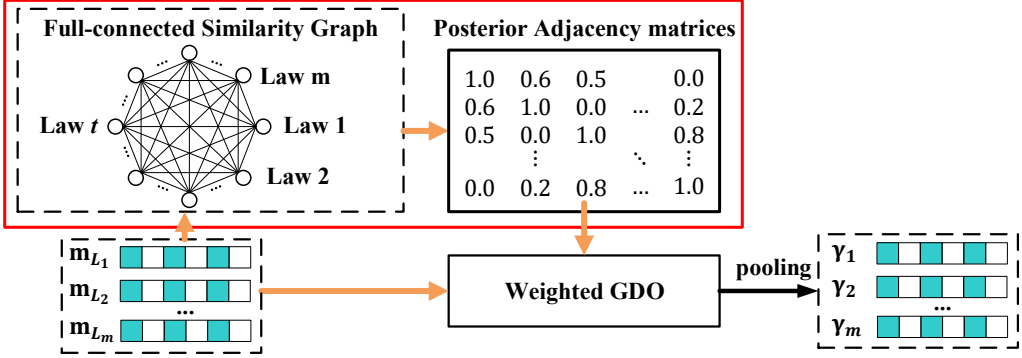 Full-connected Similarity Graph
Posterior Adjacency matrices
... Law m
Law t
Law 1
Law 2
1.0 0.6 0.5 0.0
0.6 1.0 0.0 ... 0.2
0.5 0.0 1.0 0.8
⋮ ⋱ ⋮
0.0 0.2 0.8 ... 1.0
m_{L_1}
m_{L_2}
...
m_{L_m}
Weighted GDO
pooling
γ_1
γ_2
...
γ_m